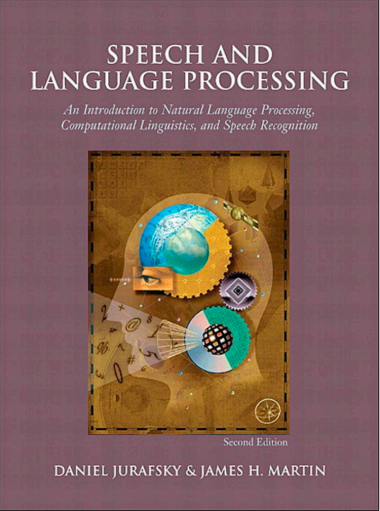 SPEECH AND
LANGUAGE PROCESSING
An Introduction to Natural Language Processing,
Computational Linguistics, and Speech Recognition
Second Edition
DANIEL JURAFSKY & JAMES H. MARTIN